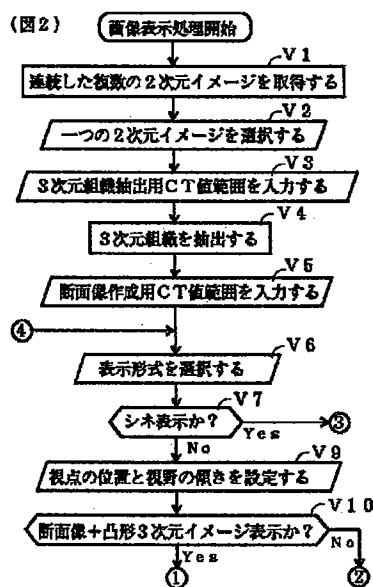 (図2)
画像表示処理開始
V1
連続した複数の2次元イメージを取得する
V2
一つの2次元イメージを選択する
V3
3次元組織抽出用CT値範囲を入力する
V4
3次元組織を抽出する
V5
断面像作成用CT値範囲を入力する
④
V6
表示形式を選択する
V7
シネ表示か?
Yes
③
No
V9
視点の位置と視野の傾きを設定する
V10
断面像+凸形3次元イメージ表示か?
No
Yes
①
②